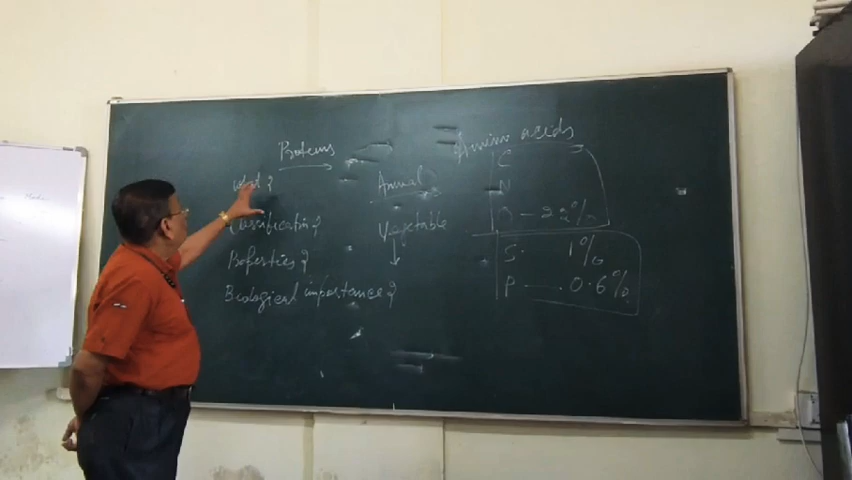 Proteins
What?
Classification?
Properties?
Biological importance?
Animal
Vegetable
Amino acids
C
N
O - 22%
S. 1%
P — 0.6%